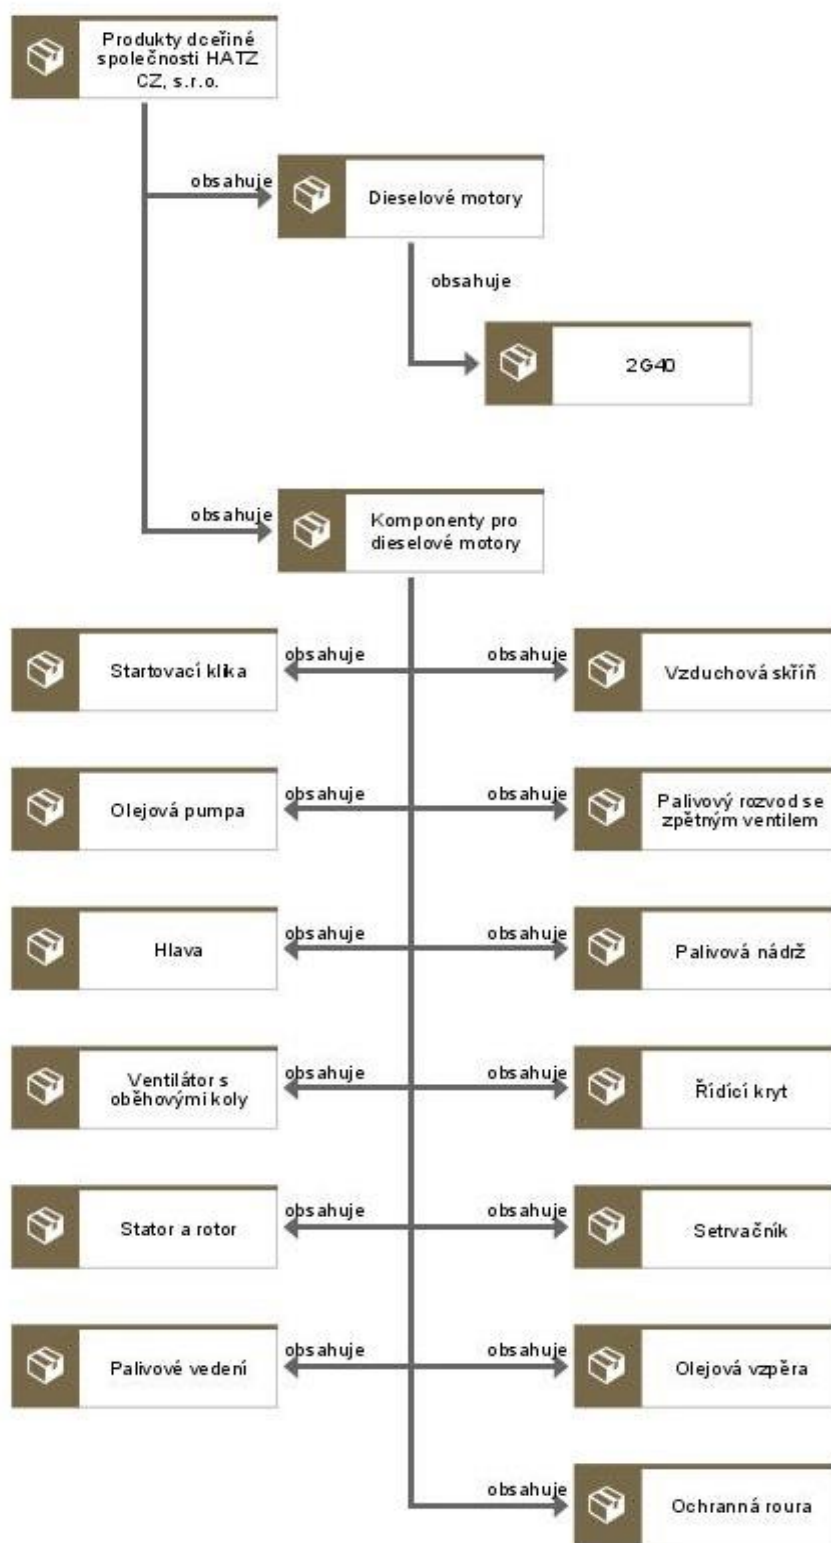 Produkty dceřiné
společnosti HATZ
CZ, s.r.o.
obsahuje
Dieselové motory
obsahuje
2G40
obsahuje
Komponenty pro
dieselové motory
Startovací klika
obsahuje
obsahuje
Vzduchová skříň
Olejová pumpa
obsahuje
obsahuje
Palivový rozvod se
zpětným ventilem
Hlava
obsahuje
obsahuje
Palivová nádrž
Ventilátor s
oběhovými koly
obsahuje
obsahuje
Řídící kryt
Stator a rotor
obsahuje
obsahuje
Setrvačník
Palivové vedení
obsahuje
obsahuje
Olejová vzpěra
obsahuje
Ochranná roura